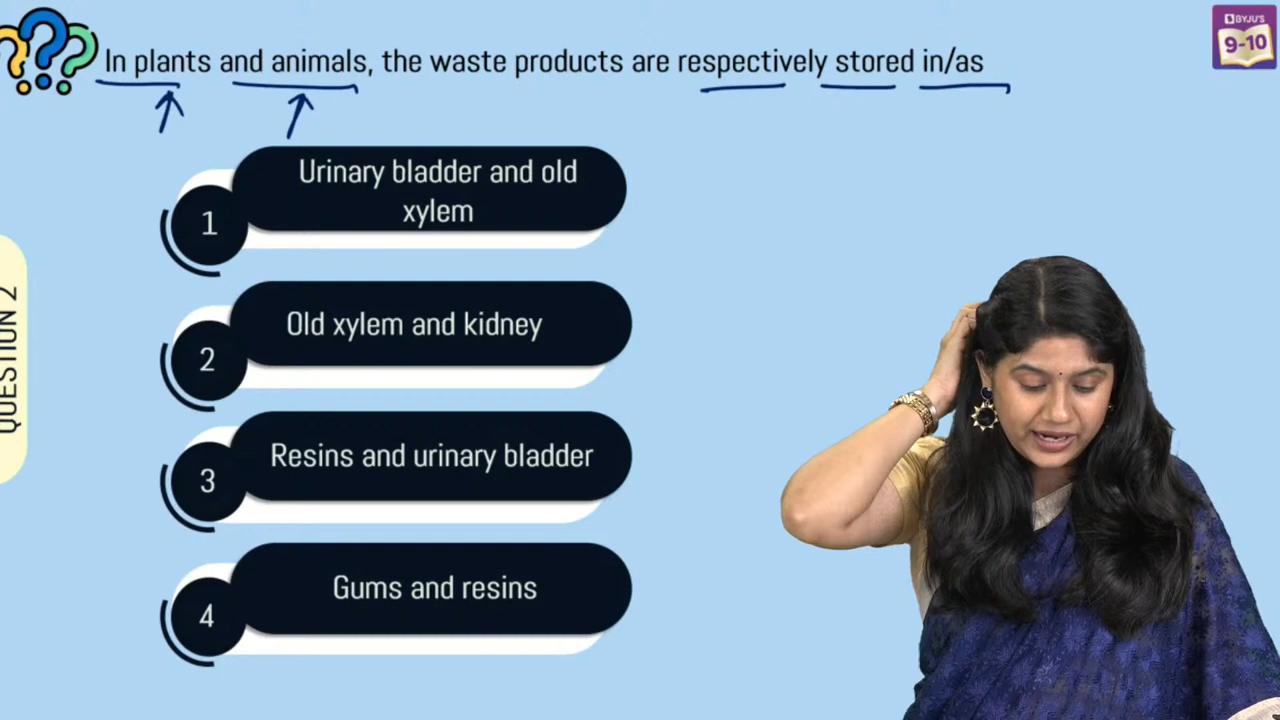 In plants and animals, the waste products are respectively stored in/as
BYJU'S
9-10
QUESTION 2
1
Urinary bladder and old
xylem
2
Old xylem and kidney
3
Resins and urinary bladder
4
Gums and resins